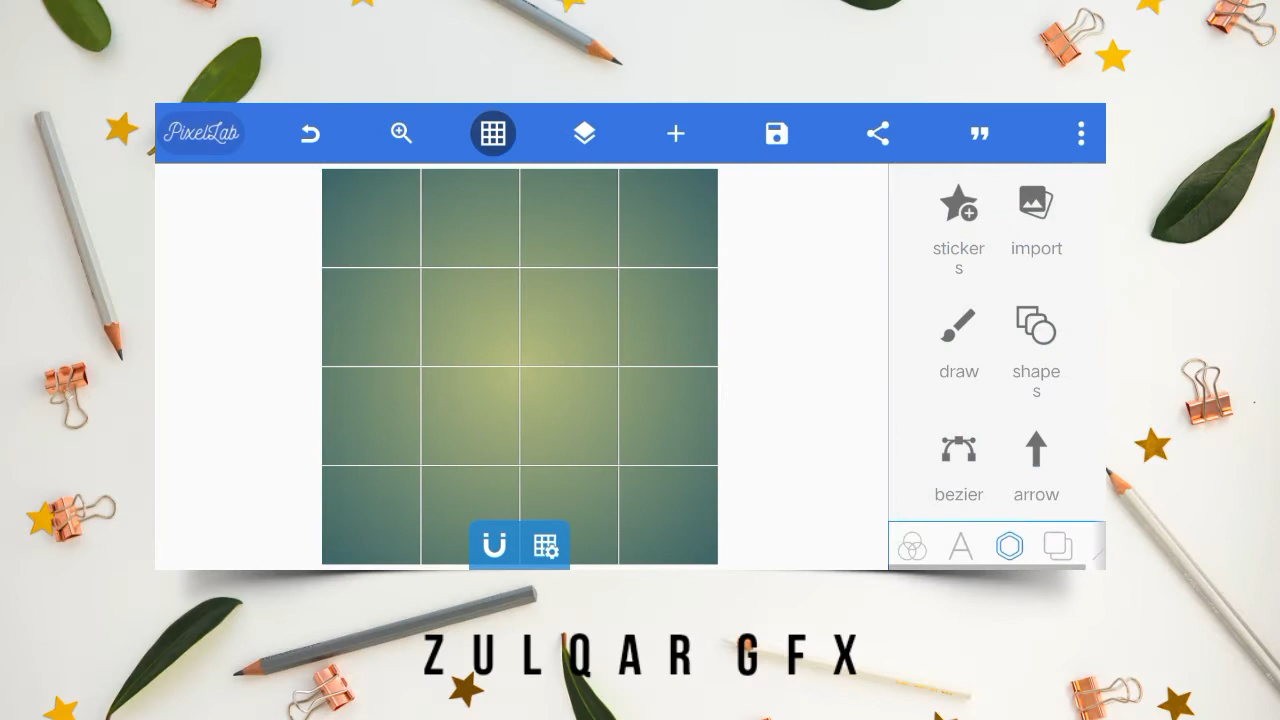 PixelLab
sticker
s
import
draw
shape
s
bezier
arrow
ZULQAR GFX